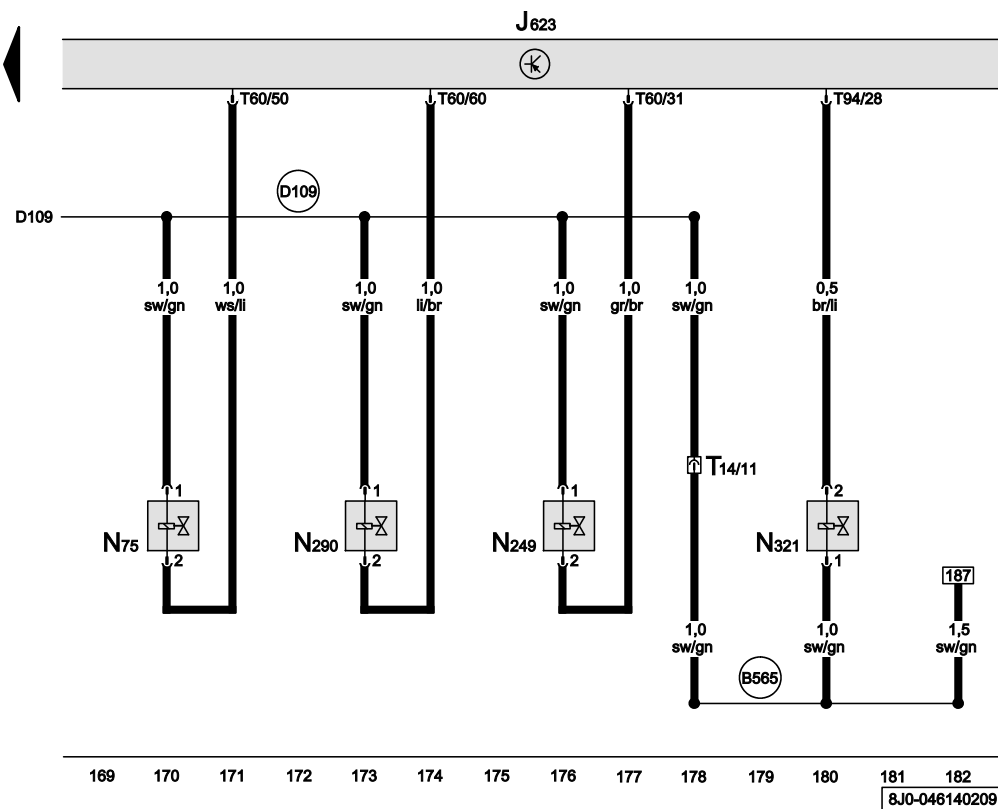 J623
T60/50
T60/60
T60/31
T94/28
D109
D109
1,0
sw/gn
1,0
ws/li
1,0
sw/gn
1,0
li/br
1,0
sw/gn
1,0
gr/br
1,0
sw/gn
0,5
br/li
T14/11
1
1
1
2
N75
N290
N249
N321
2
2
2
1
187
1,0
sw/gn
1,0
sw/gn
1,5
sw/gn
B565
169 170 171 172 173 174 175 176 177 178 179 180 181 182
8J0-046140209